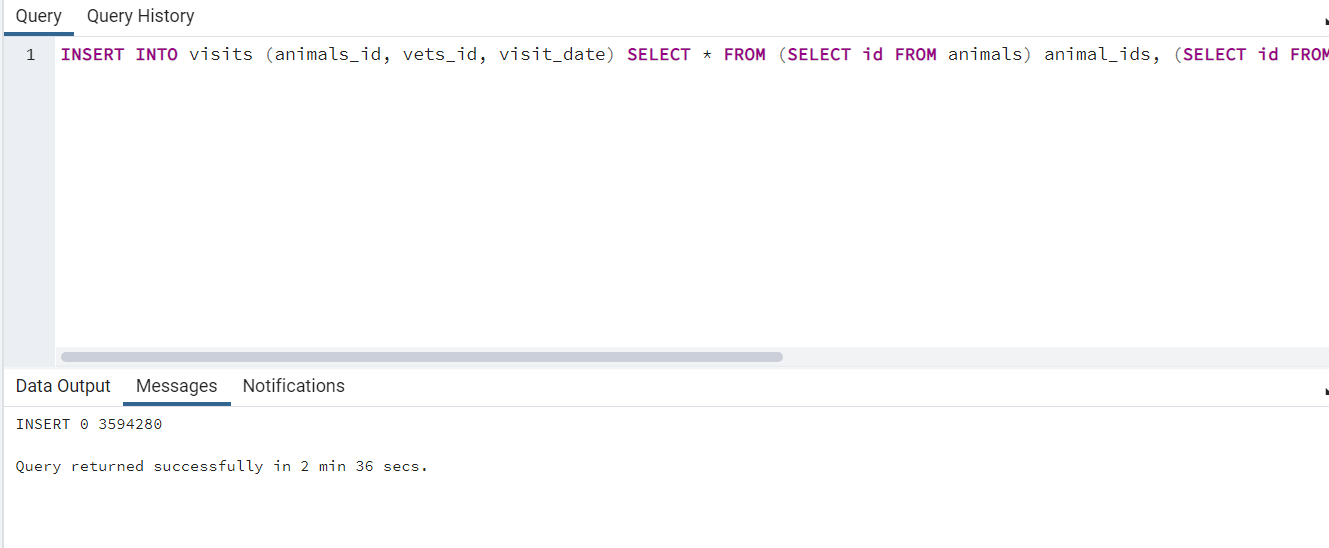 Query Query History
1 INSERT INTO visits (animals_id, vets_id, visit_date) SELECT * FROM (SELECT id FROM animals) animal_ids, (SELECT id FROM
Data Output Messages Notifications
INSERT 0 3594280
Query returned successfully in 2 min 36 secs.